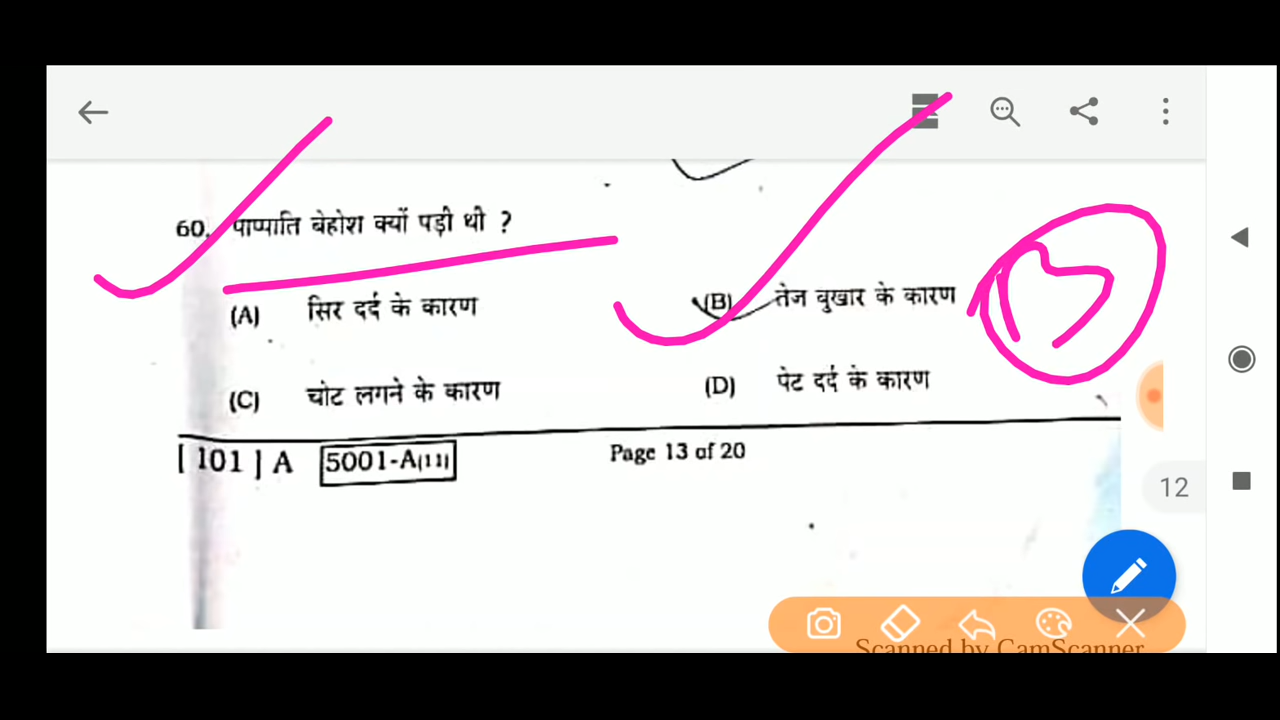 60. पाप्पाति बेहोश क्यों पड़ी थी ?
(A) सिर दर्द के कारण (B) तेज बुखार के कारण
(C) चोट लगने के कारण (D) पेट दर्द के कारण
[ 101 ] A 5001-A(11) Page 13 of 20
12
Scanned by CamScanner